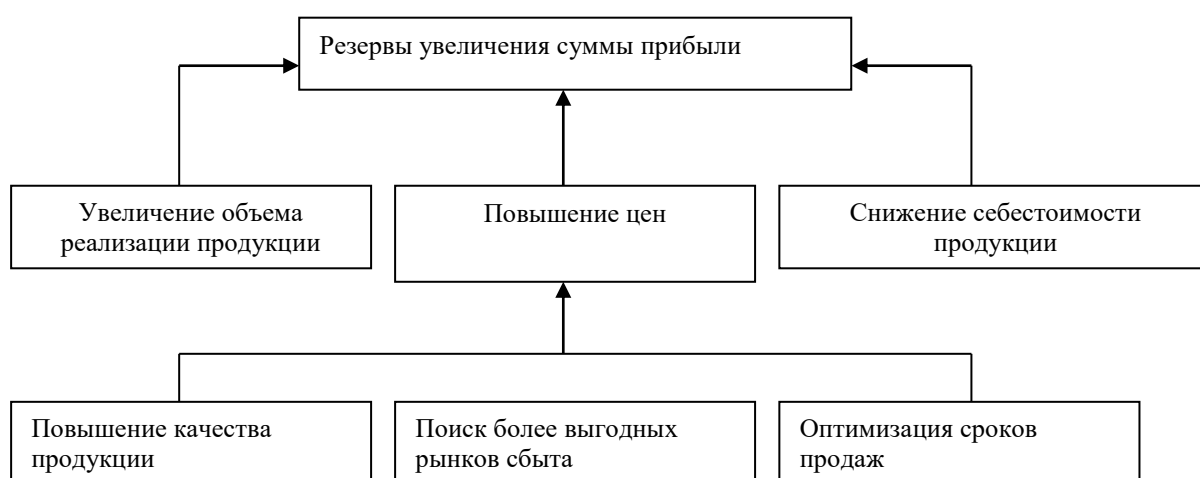 Резервы увеличения суммы прибыли
Увеличение объема
реализации продукции
Повышение цен
Снижение себестоимости
продукции
Повышение качества
продукции
Поиск более выгодных
рынков сбыта
Оптимизация сроков
продаж